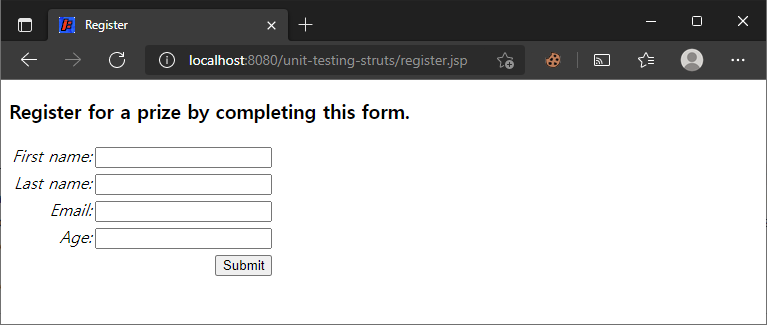 Register
localhost:8080/unit-testing-struts/register.jsp
Register for a prize by completing this form.
First name:
Last name:
Email:
Age:
Submit